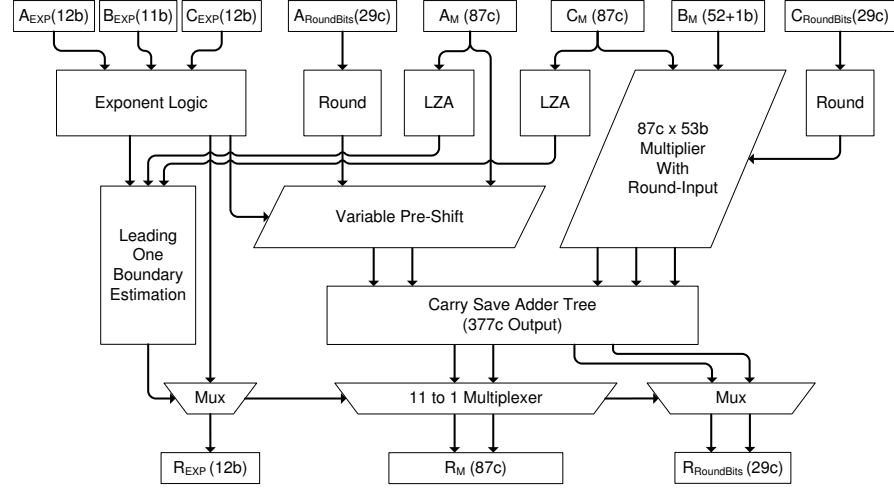 A_EXP (12b) B_EXP (11b) C_EXP (12b) A_RoundBits (29c) A_M (87c) C_M (87c) B_M (52+1b) C_RoundBits (29c)
Exponent Logic
Round
LZA
LZA
87c x 53b
Multiplier
With
Round-Input
Round
Leading
One
Boundary
Estimation
Variable Pre-Shift
Carry Save Adder Tree
(377c Output)
Mux
11 to 1 Multiplexer
Mux
R_EXP (12b)
R_M (87c)
R_RoundBits (29c)